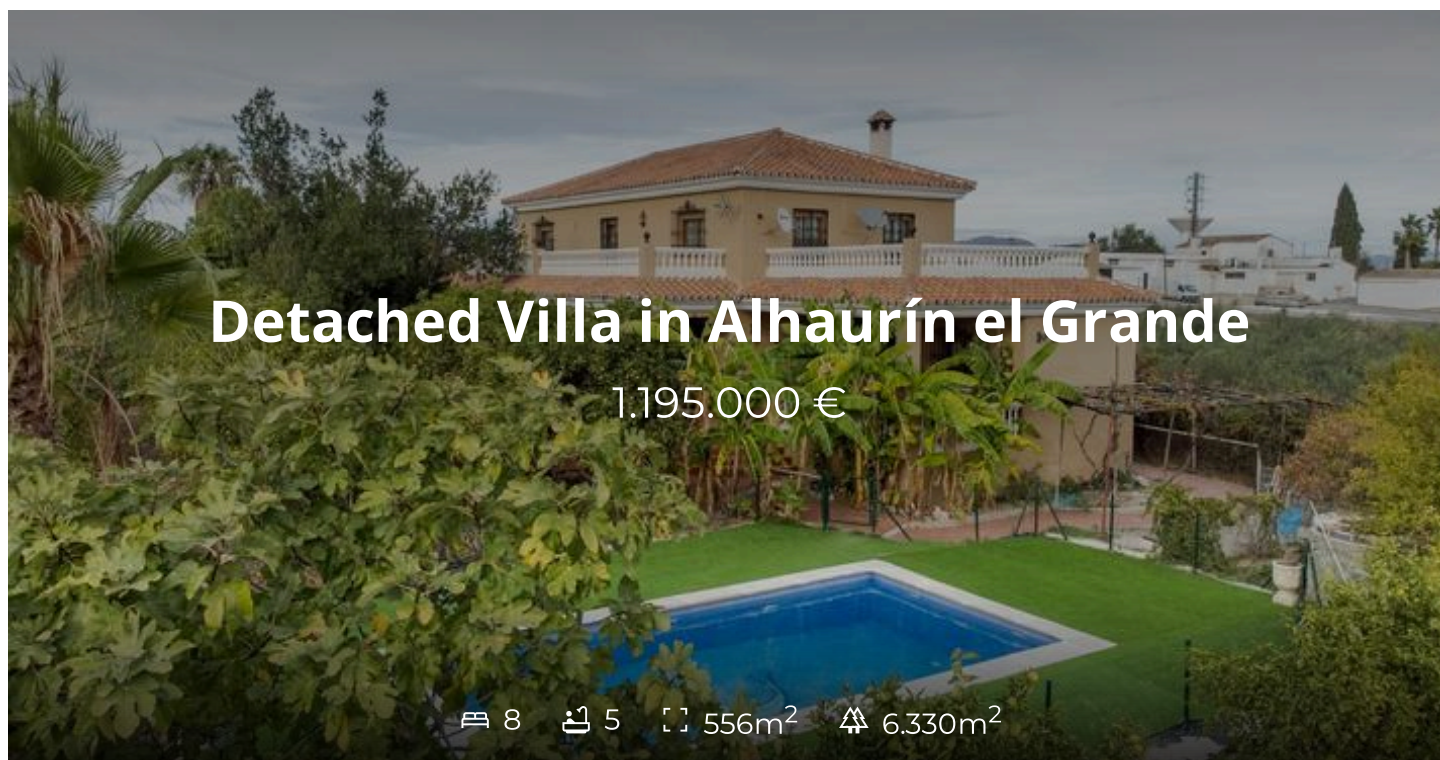 Detached Villa in Alhaurín el Grande
1.195.000 €
8 5 556m² 6.330m²